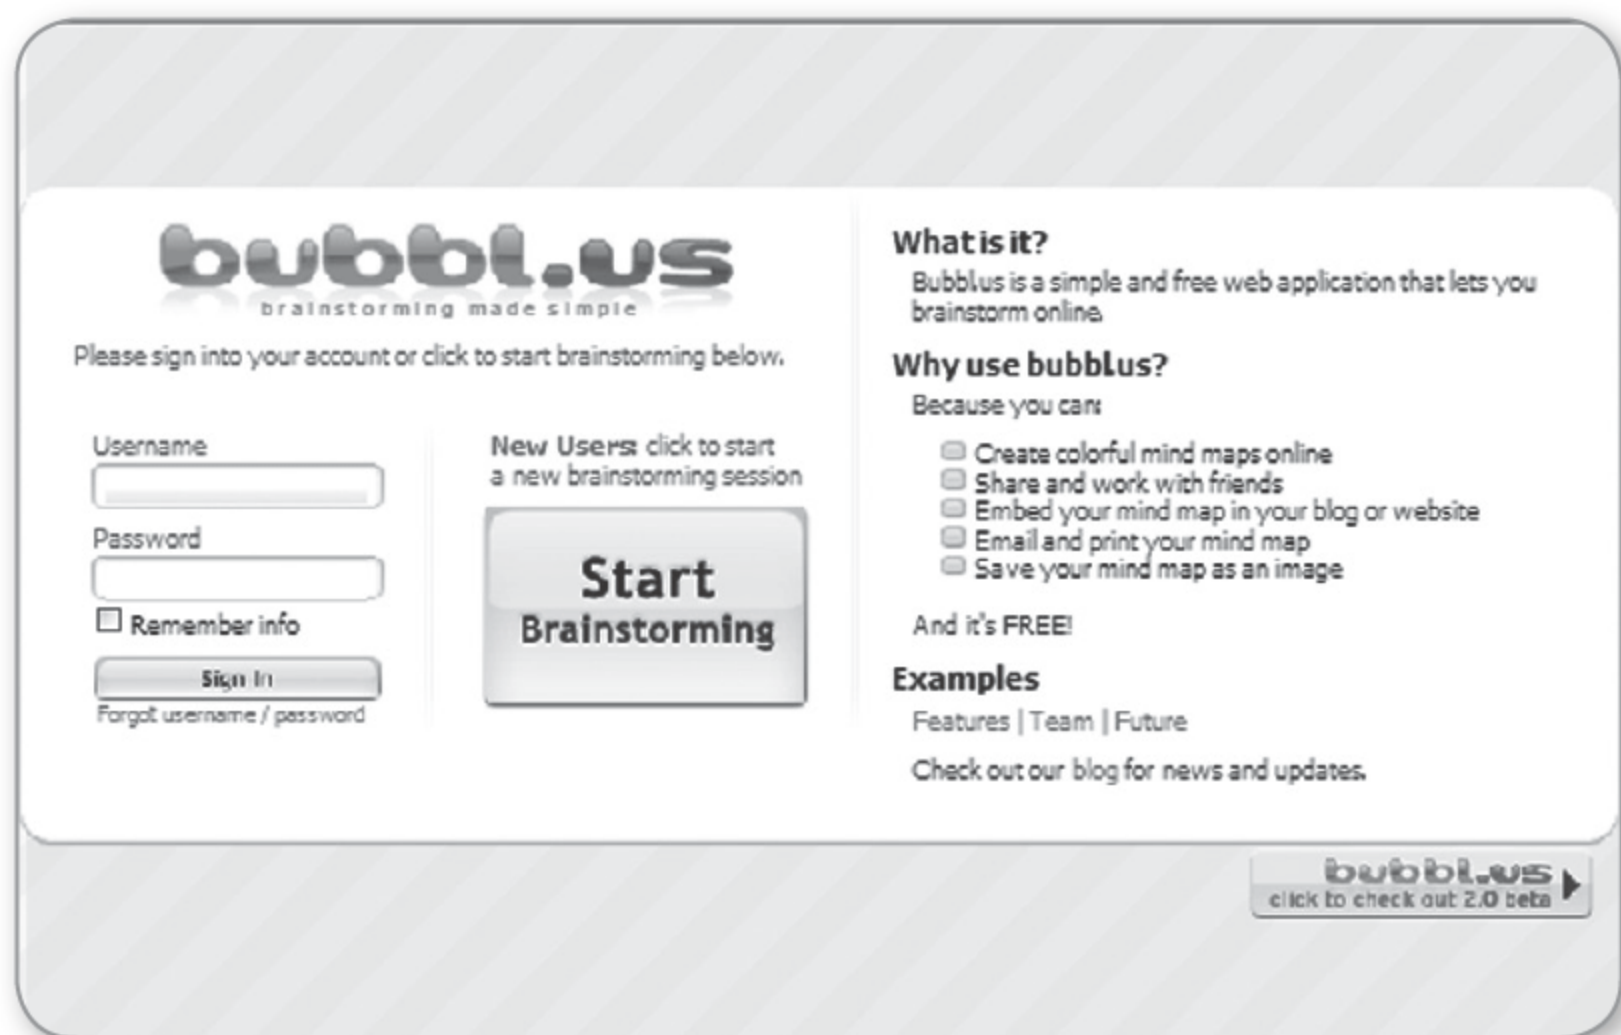 bubbl.us
brainstorming made simple
Please sign into your account or click to start brainstorming below.
Username
Password
Remember info
Sign In
Forgot username / password
New Users: click to start
a new brainstorming session
Start
Brainstorming
What is it?
Bubbl.us is a simple and free web application that lets you
brainstorm online.
Why use bubbl.us?
Because you can:
Create colorful mind maps online
Share and work with friends
Embed your mind map in your blog or website
Email and print your mind map
Save your mind map as an image
And it's FREE!
Examples
Features | Team | Future
Check out our blog for news and updates.
bubbl.us
click to check out 2.0 beta